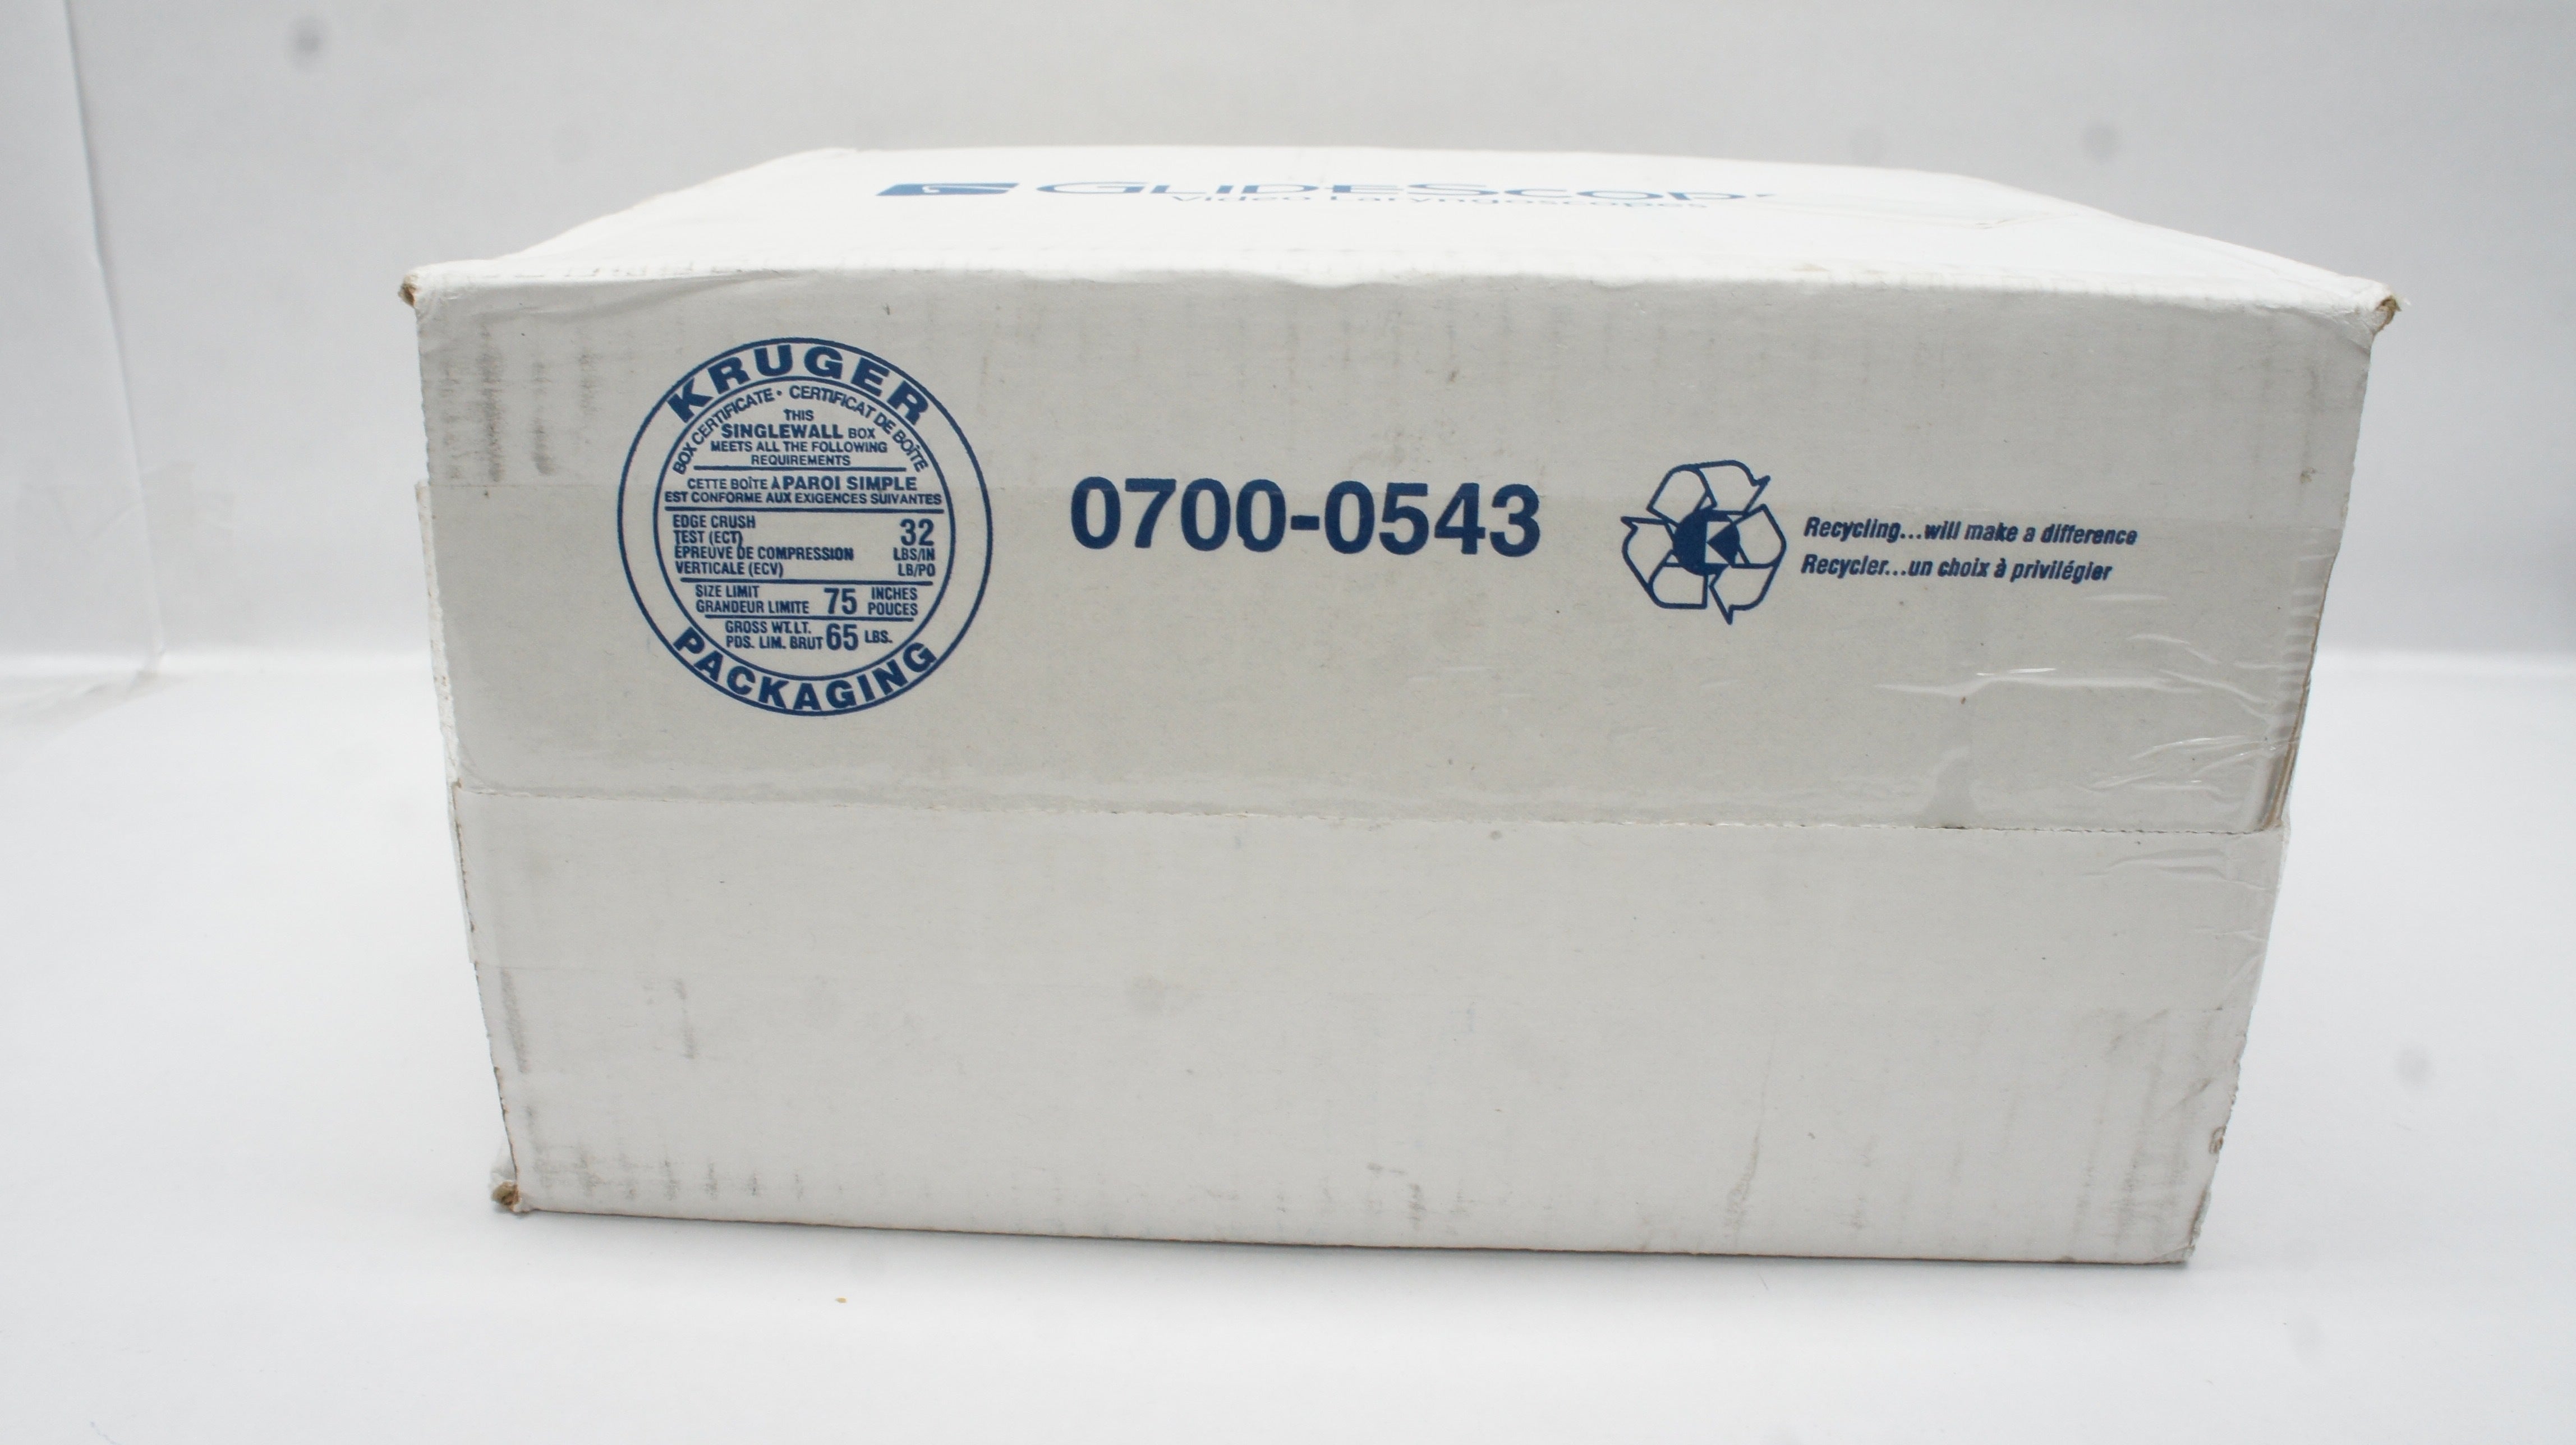 GLIDESCOPE
Video Laryngoscopes
KRUGER
BOX CERTIFICATE • CERTIFICAT DE BOÎTE
THIS
SINGLEWALL BOX
MEETS ALL THE FOLLOWING
REQUIREMENTS
CETTE BOÎTE À PAROI SIMPLE
EST CONFORME AUX EXIGENCES SUIVANTES
EDGE CRUSH
TEST (ECT)
ÉPREUVE DE COMPRESSION
VERTICALE (ECV)
32
LBS/IN
LB/PO
SIZE LIMIT
GRANDEUR LIMITE
75
INCHES
POUCES
GROSS WT.LT.
PDS. LIM. BRUT 65 LBS.
PACKAGING
0700-0543
K
Recycling...will make a difference
Recycler...un choix à privilégier